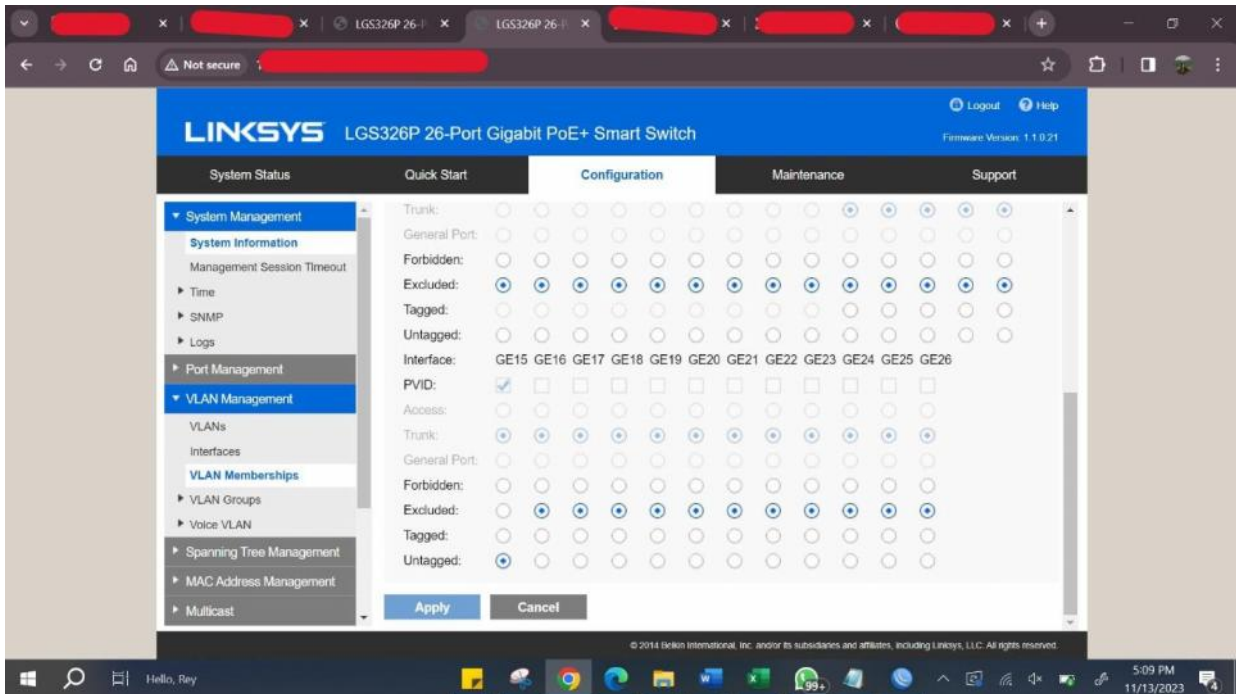 LGS326P 26-P
LGS326P 26-P
Not secure
Logout Help
LINKSYS LGS326P 26-Port Gigabit PoE+ Smart Switch
Firmware Version: 1.1.0.21
System Status Quick Start Configuration Maintenance Support
System Management
System Information
Management Session Timeout
Time
SNMP
Logs
Port Management
VLAN Management
VLANs
Interfaces
VLAN Memberships
VLAN Groups
Voice VLAN
Spanning Tree Management
MAC Address Management
Multicast
Trunk:
General Port:
Forbidden:
Excluded:
Tagged:
Untagged:
Interface: GE15 GE16 GE17 GE18 GE19 GE20 GE21 GE22 GE23 GE24 GE25 GE26
PVID:
Access:
Trunk:
General Port:
Forbidden:
Excluded:
Tagged:
Untagged:
Apply Cancel
© 2014 Belkin International, Inc. and/or its subsidiaries and affiliates, including Linksys, LLC. All rights reserved.
Hello, Rey
99+
5:09 PM
11/13/2023
4